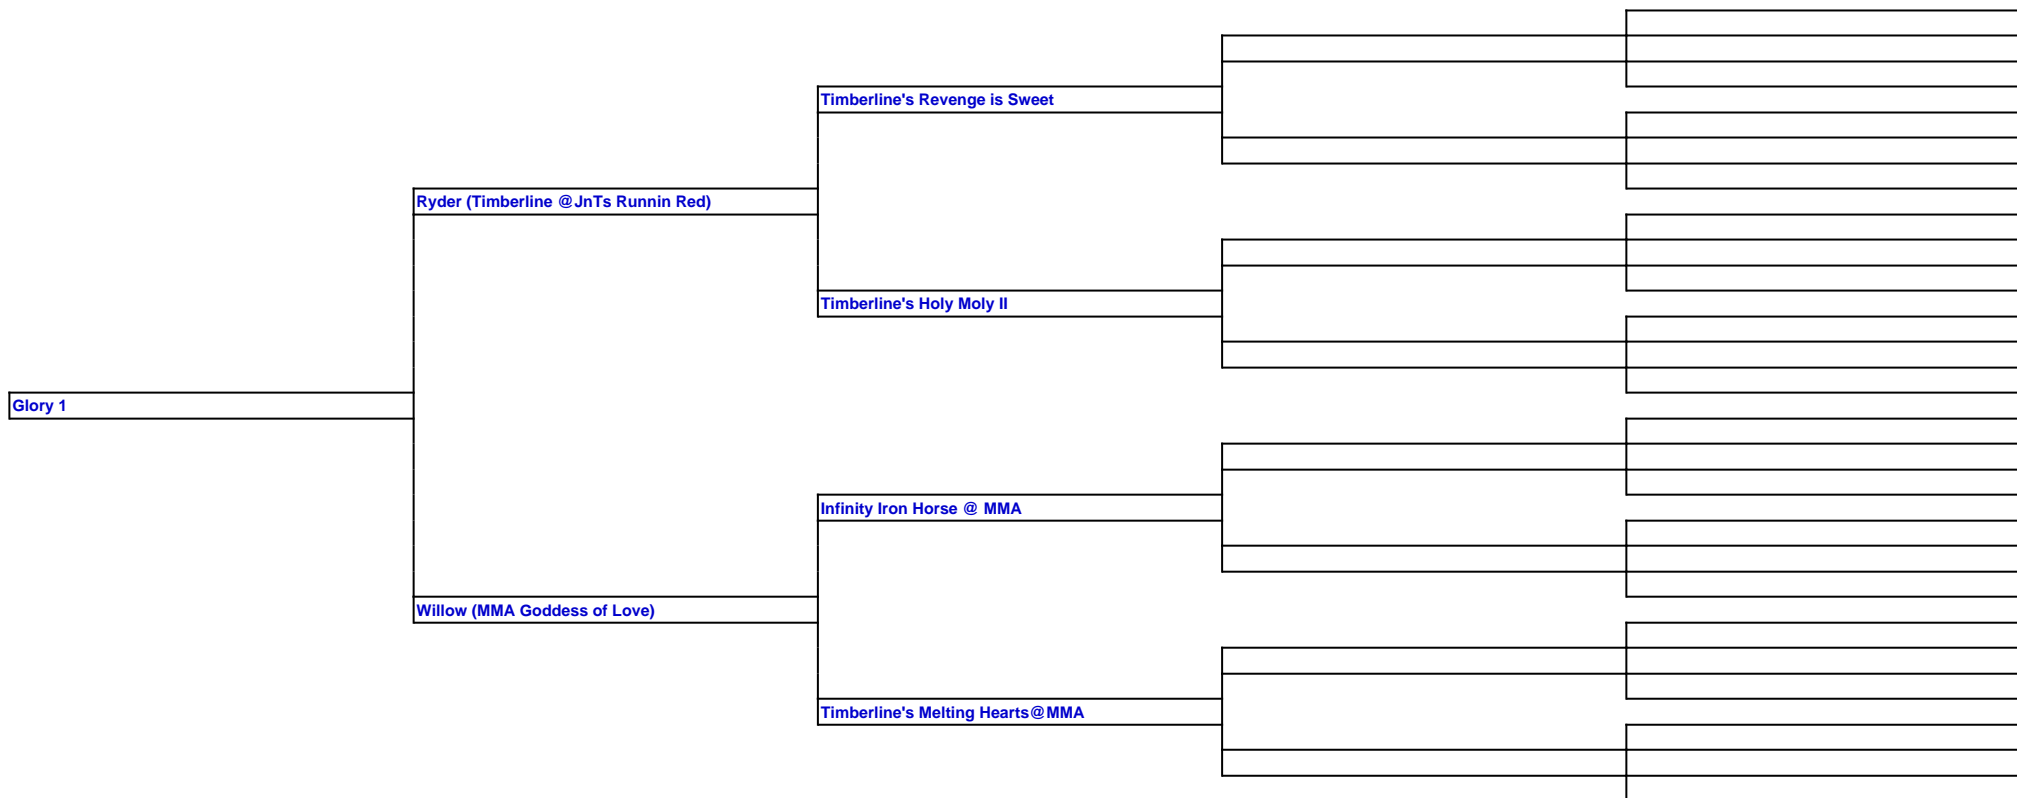 Timberline's Revenge is Sweet
Ryder (Timberline @JnTs Runnin Red)
Timberline's Holy Moly II
Glory 1
Infinity Iron Horse @ MMA
Willow (MMA Goddess of Love)
Timberline's Melting Hearts@MMA